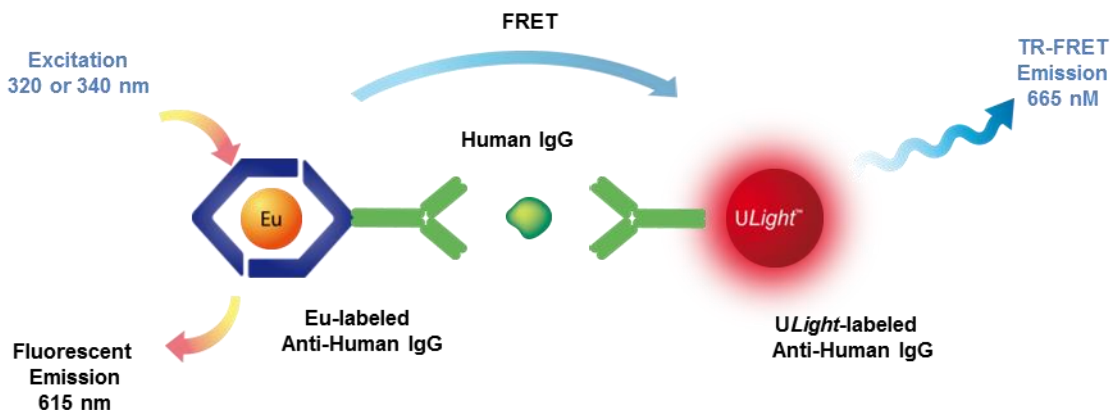 FRET
Excitation
320 or 340 nm
TR-FRET
Emission
665 nM
Human IgG
Eu
ULight™
Eu-labeled
Anti-Human IgG
ULight-labeled
Anti-Human IgG
Fluorescent
Emission
615 nm